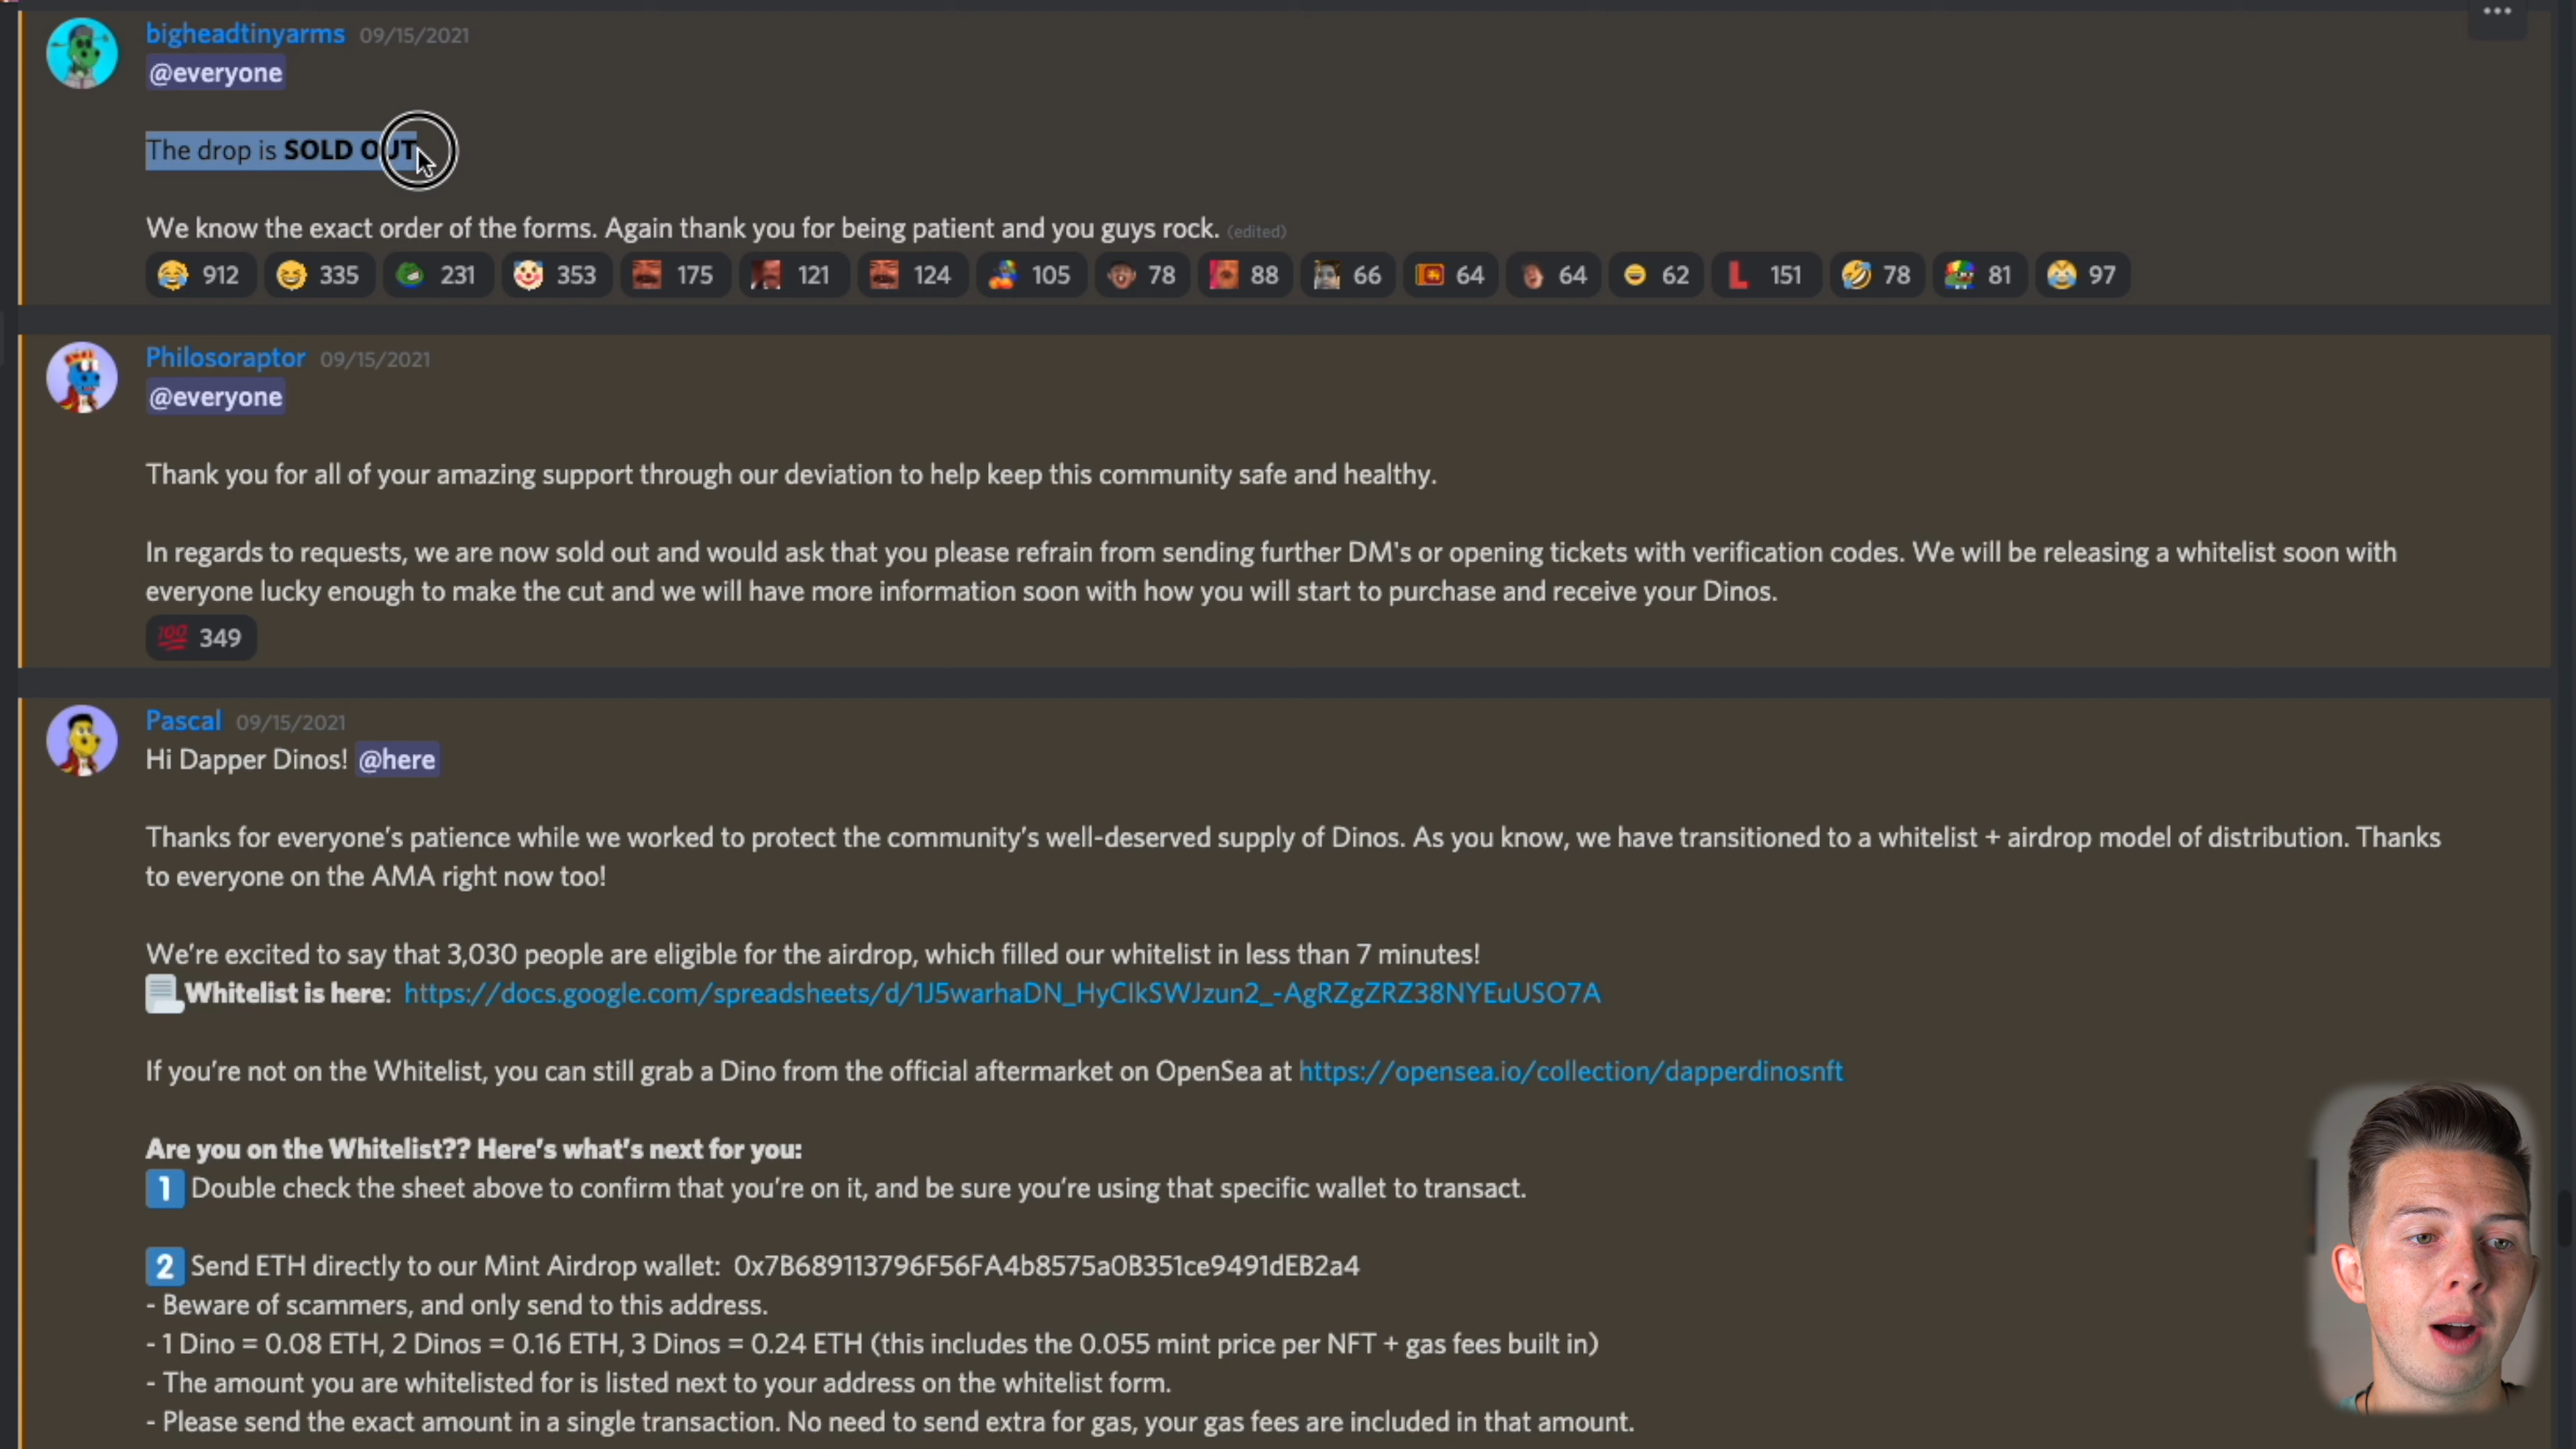 bigheadtinyarms 09/15/2021
@everyone
The drop is SOLD OUT
We know the exact order of the forms. Again thank you for being patient and you guys rock. (edited)
912 335 231 353 175 121 124 105 78 88 66 64 64 62 L 151 78 81 97
Philosoraptor 09/15/2021
@everyone
Thank you for all of your amazing support through our deviation to help keep this community safe and healthy.
In regards to requests, we are now sold out and would ask that you please refrain from sending further DM's or opening tickets with verification codes. We will be releasing a whitelist soon with
everyone lucky enough to make the cut and we will have more information soon with how you will start to purchase and receive your Dinos.
100 349
Pascal 09/15/2021
Hi Dapper Dinos! @here
Thanks for everyone's patience while we worked to protect the community's well-deserved supply of Dinos. As you know, we have transitioned to a whitelist + airdrop model of distribution. Thanks
to everyone on the AMA right now too!
We're excited to say that 3,030 people are eligible for the airdrop, which filled our whitelist in less than 7 minutes!
Whitelist is here: https://docs.google.com/spreadsheets/d/1J5warhaDN_HyCIkSWJzun2_-AgRZgZRZ38NYEuUSO7A
If you're not on the Whitelist, you can still grab a Dino from the official aftermarket on OpenSea at https://opensea.io/collection/dapperdinosnft
Are you on the Whitelist?? Here's what's next for you:
1 Double check the sheet above to confirm that you're on it, and be sure you're using that specific wallet to transact.
2 Send ETH directly to our Mint Airdrop wallet: 0x7B689113796F56FA4b8575a0B351ce9491dEB2a4
- Beware of scammers, and only send to this address.
- 1 Dino = 0.08 ETH, 2 Dinos = 0.16 ETH, 3 Dinos = 0.24 ETH (this includes the 0.055 mint price per NFT + gas fees built in)
- The amount you are whitelisted for is listed next to your address on the whitelist form.
- Please send the exact amount in a single transaction. No need to send extra for gas, your gas fees are included in that amount.